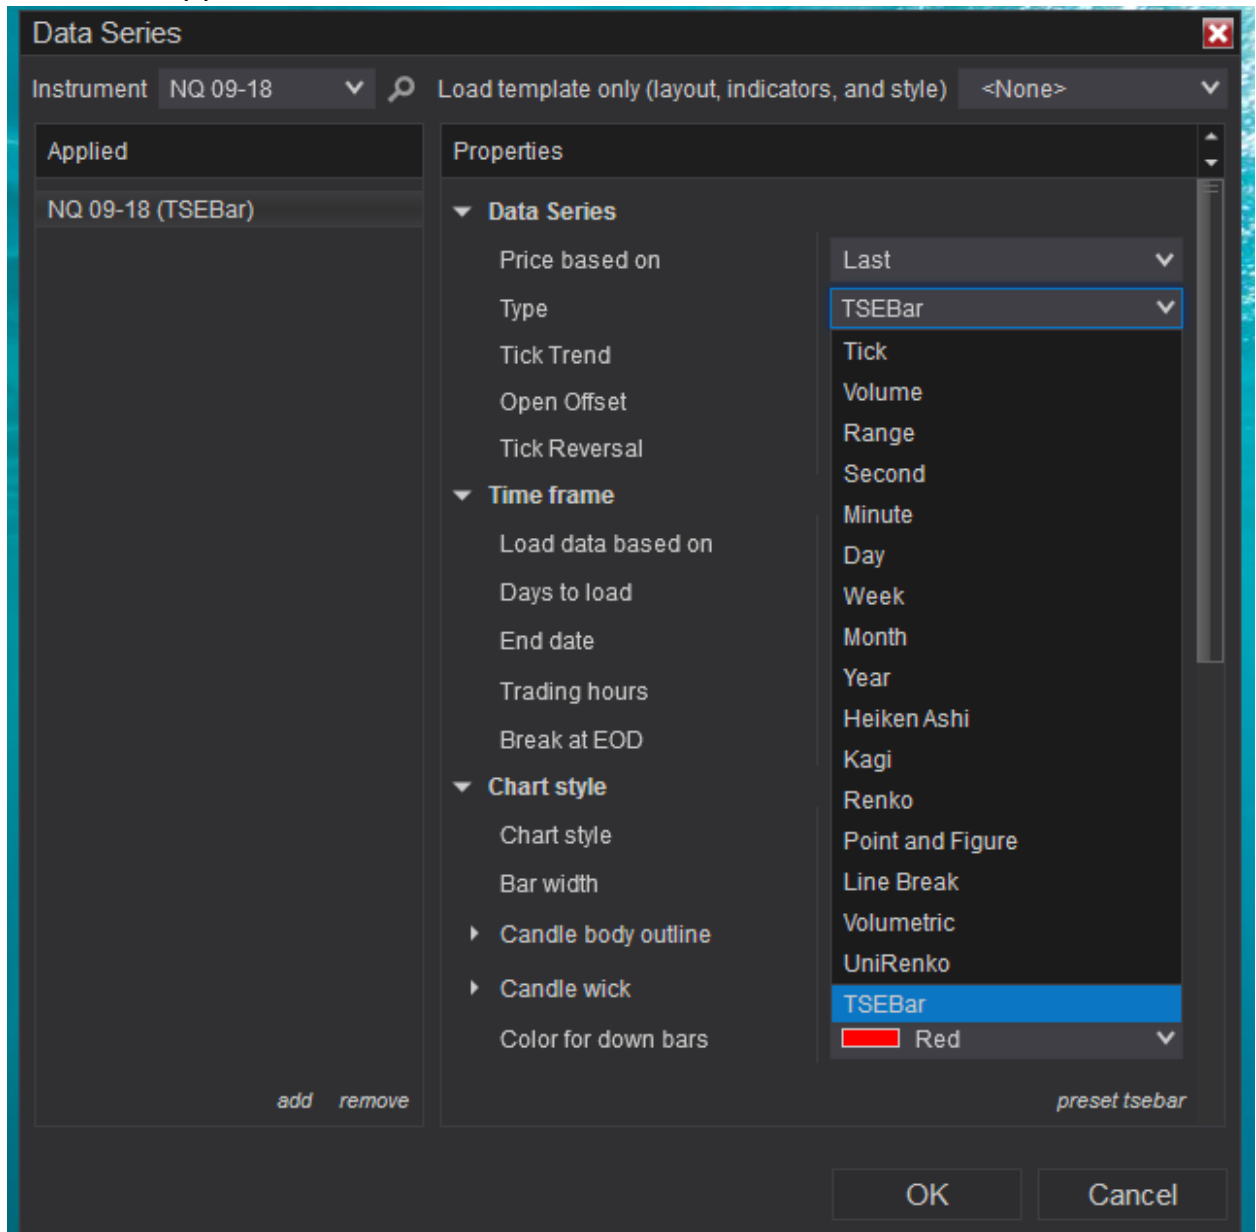 Data Series
Instrument NQ 09-18 Load template only (layout, indicators, and style) <None>
Applied
Properties
NQ 09-18 (TSEBar)
Data Series
Price based on Last
Type TSEBar
Tick Trend
Open Offset
Tick Reversal
Time frame
Load data based on
Days to load
End date
Trading hours
Break at EOD
Chart style
Chart style
Bar width
Candle body outline
Candle wick
Color for down bars Red
Tick
Volume
Range
Second
Minute
Day
Week
Month
Year
Heiken Ashi
Kagi
Renko
Point and Figure
Line Break
Volumetric
UniRenko
TSEBar
add remove
preset tsebar
OK Cancel